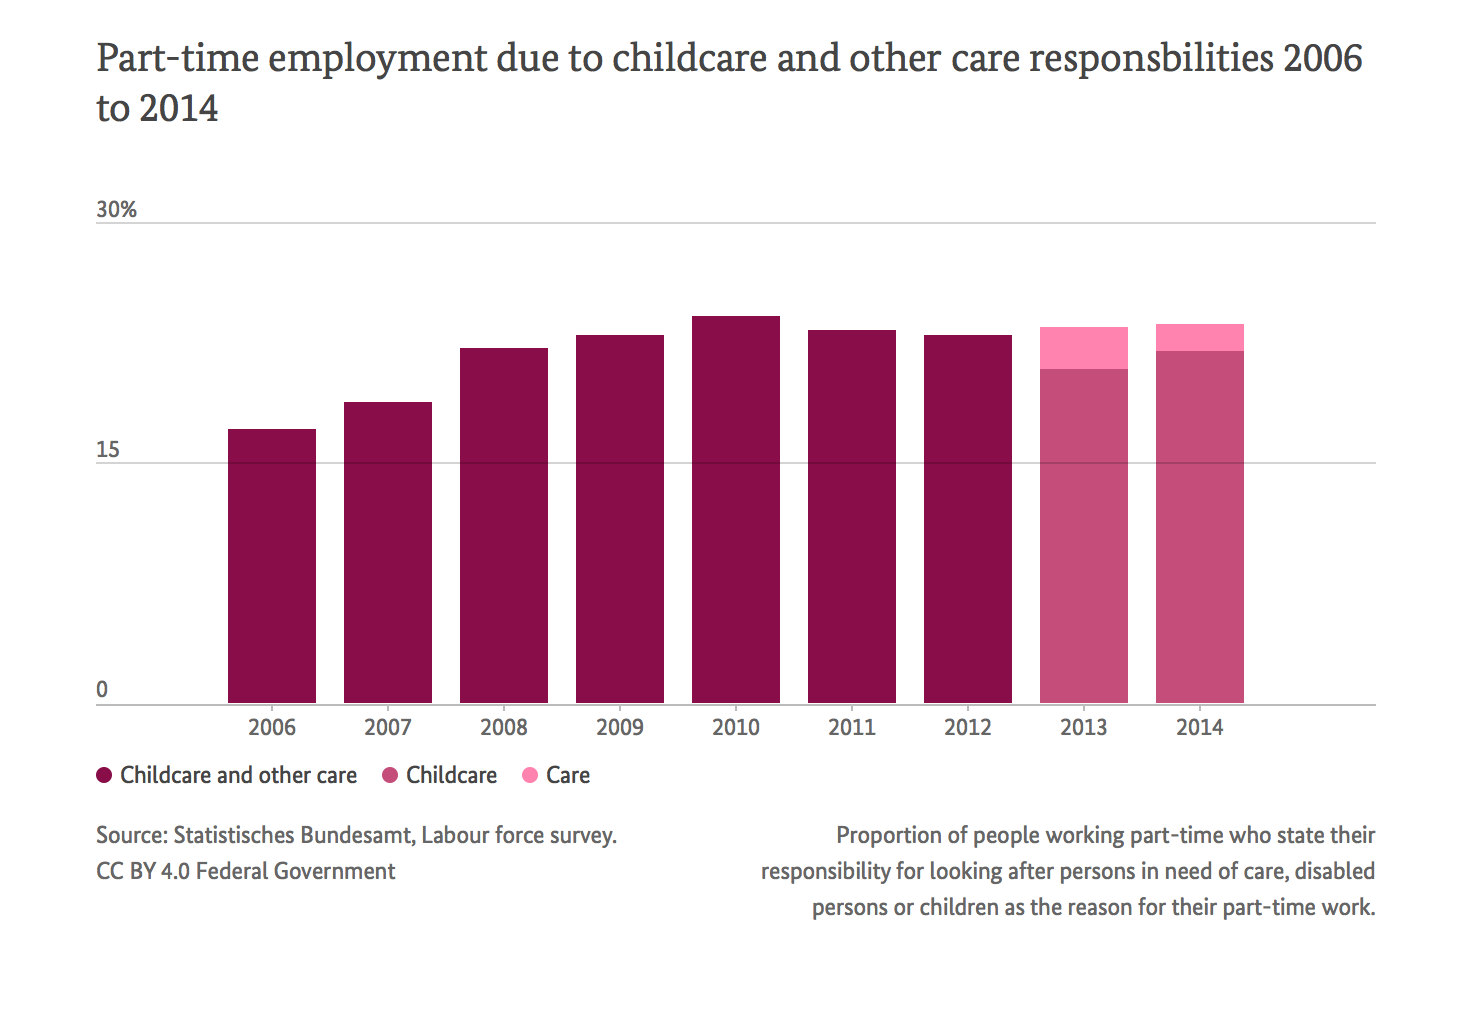 Part-time employment due to childcare and other care responsbilities 2006
to 2014
30%
15
0
2006 2007 2008 2009 2010 2011 2012 2013 2014
Childcare and other care Childcare Care
Source: Statistisches Bundesamt, Labour force survey.
CC BY 4.0 Federal Government
Proportion of people working part-time who state their
responsibility for looking after persons in need of care, disabled
persons or children as the reason for their part-time work.